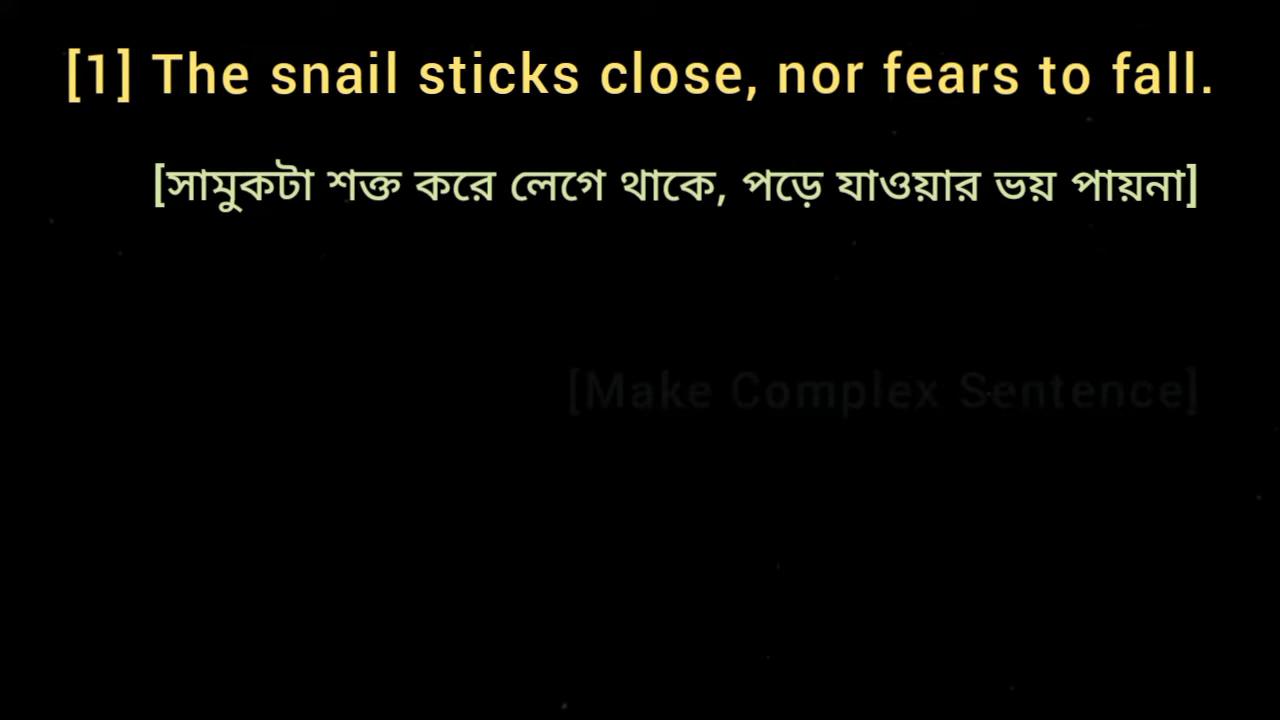 [1] The snail sticks close, nor fears to fall.
[সামুকটা শক্ত করে লেগে থাকে, পড়ে যাওয়ার ভয় পায়না]
[Make Complex Sentence]